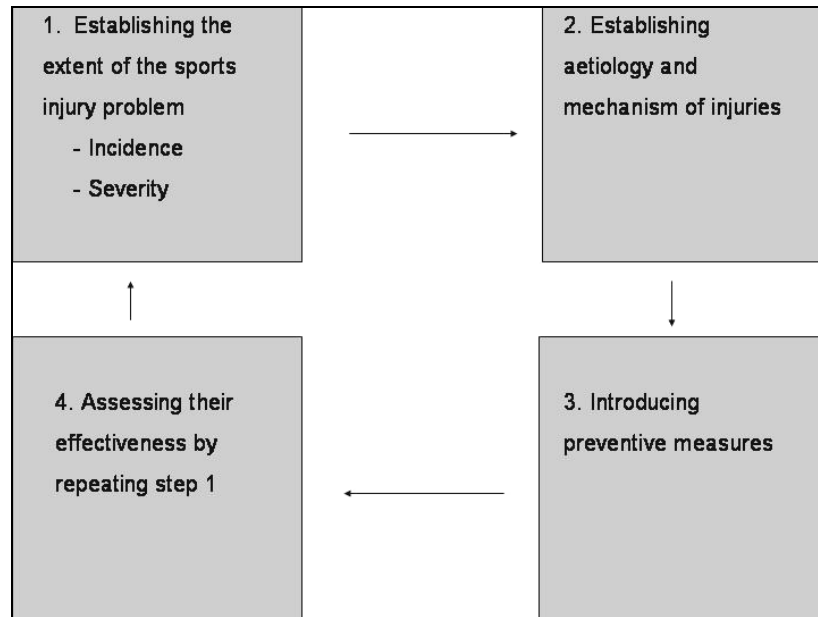 1. Establishing the
extent of the sports
injury problem
- Incidence
- Severity
2. Establishing
aetiology and
mechanism of injuries
3. Introducing
preventive measures
4. Assessing their
effectiveness by
repeating step 1